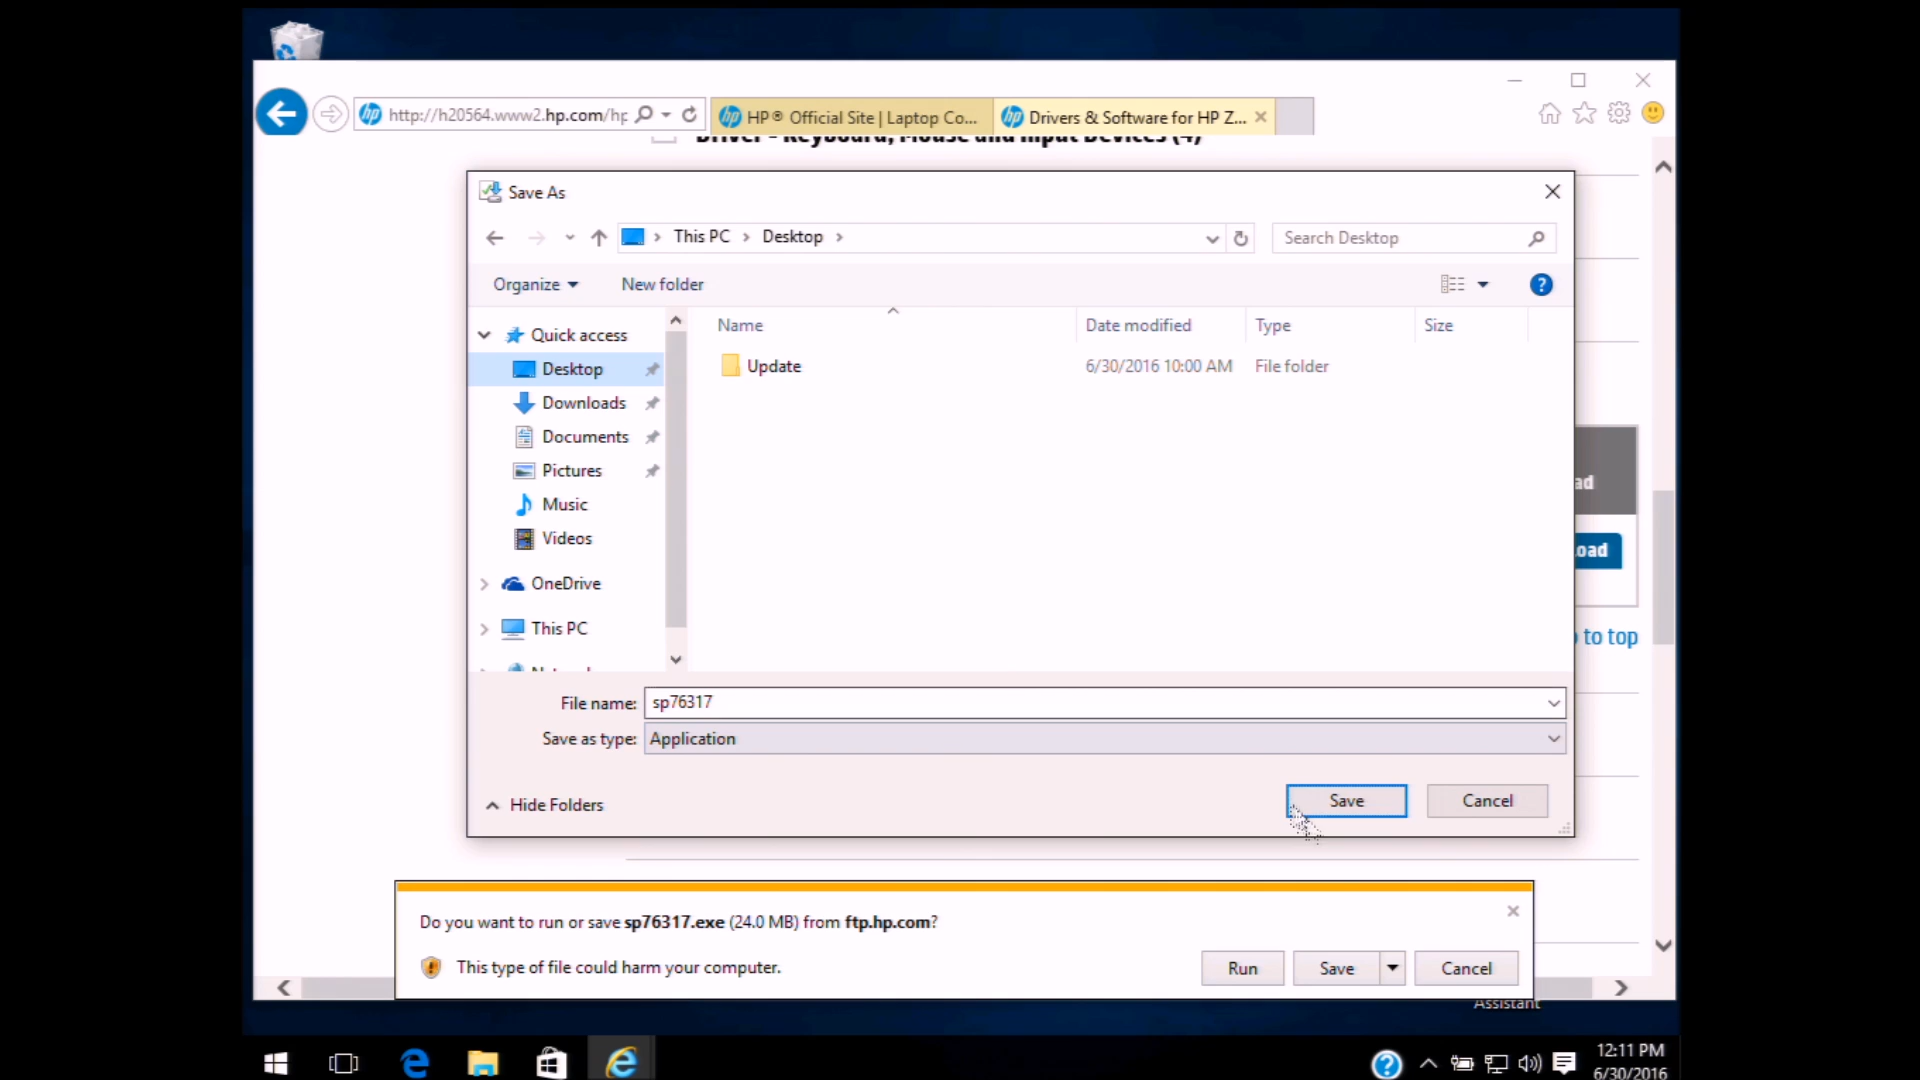 http://h20564.www2.hp.com/hp
HP® Official Site | Laptop Co...
Drivers & Software for HP Z...
Driver - Keyboard, Mouse and Input Devices (4)
Save As
This PC
Desktop
Search Desktop
Organize
New folder
Name
Date modified
Type
Size
Quick access
Desktop
Downloads
Documents
Pictures
Music
Videos
OneDrive
This PC
Update
6/30/2016 10:00 AM
File folder
ad
oad
to top
File name:
sp76317
Save as type:
Application
Hide Folders
Save
Cancel
Do you want to run or save sp76317.exe (24.0 MB) from ftp.hp.com?
This type of file could harm your computer.
Run
Save
Cancel
Assistant
12:11 PM
6/30/2016